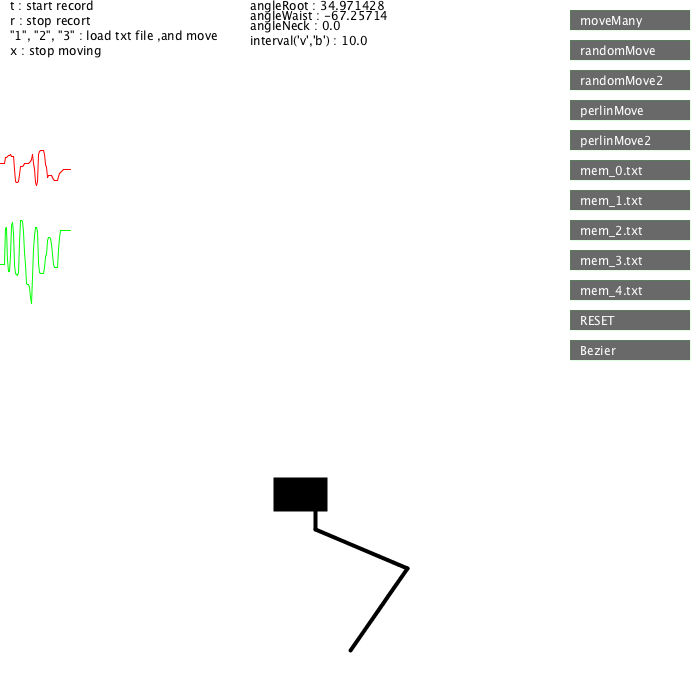 t : start record
r : stop recort
"1", "2", "3" : load txt file ,and move
x : stop moving
angleRoot : 34.971428
angleWaist : -67.25714
angleNeck : 0.0
interval('v','b') : 10.0
moveMany
randomMove
randomMove2
perlinMove
perlinMove2
mem_0.txt
mem_1.txt
mem_2.txt
mem_3.txt
mem_4.txt
RESET
Bezier